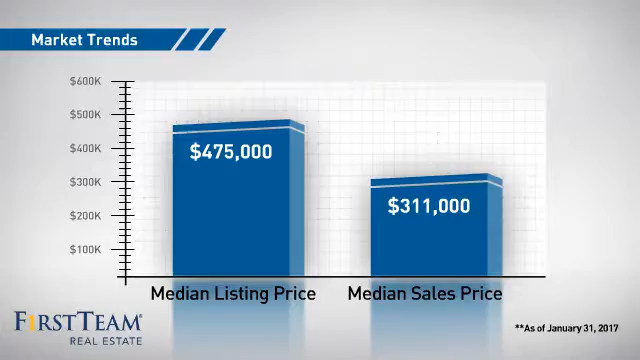 Market Trends
$600K
$500K
$400K
$300K
$200K
$100K
$475,000
$311,000
Median Listing Price
Median Sales Price
FIRSTTEAM®
REAL ESTATE
**As of January 31, 2017